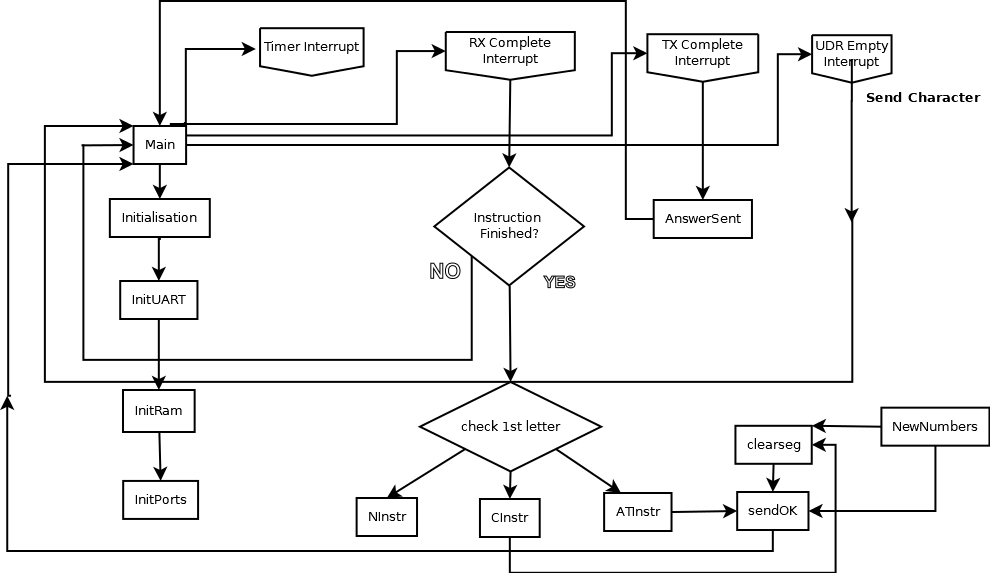 Timer Interrupt
RX Complete
Interrupt
TX Complete
Interrupt
UDR Empty
Interrupt
Send Character
Main
Initialisation
Instruction
Finished?
AnswerSent
NO
YES
InitUART
InitRam
check 1st letter
NewNumbers
clearseg
InitPorts
NInstr
CInstr
ATInstr
sendOK